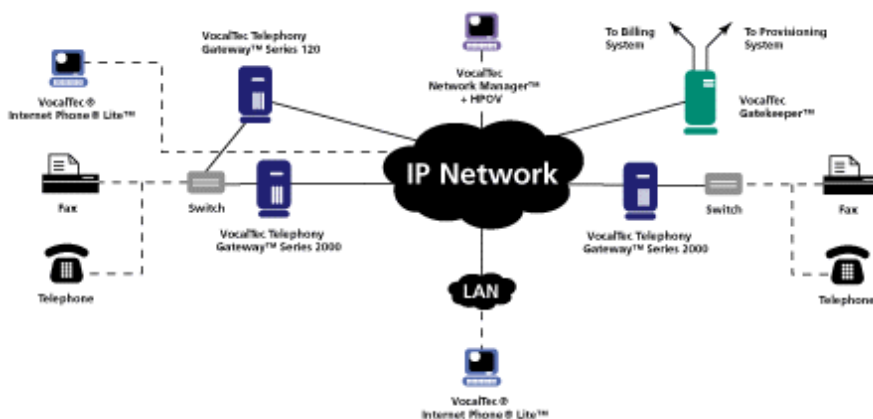 VocalTec Telephony
Gateway™ Series 120
To Billing
System
To Provisioning
System
VocalTec®
Internet Phone® Lite™
VocalTec
Network Manager™
+ HPOV
VocalTec
Gatekeeper™
IP Network
Fax
Switch
VocalTec Telephony
Gateway™ Series 2000
VocalTec Telephony
Gateway™ Series 2000
Switch
Fax
Telephone
LAN
Telephone
VocalTec®
Internet Phone® Lite™